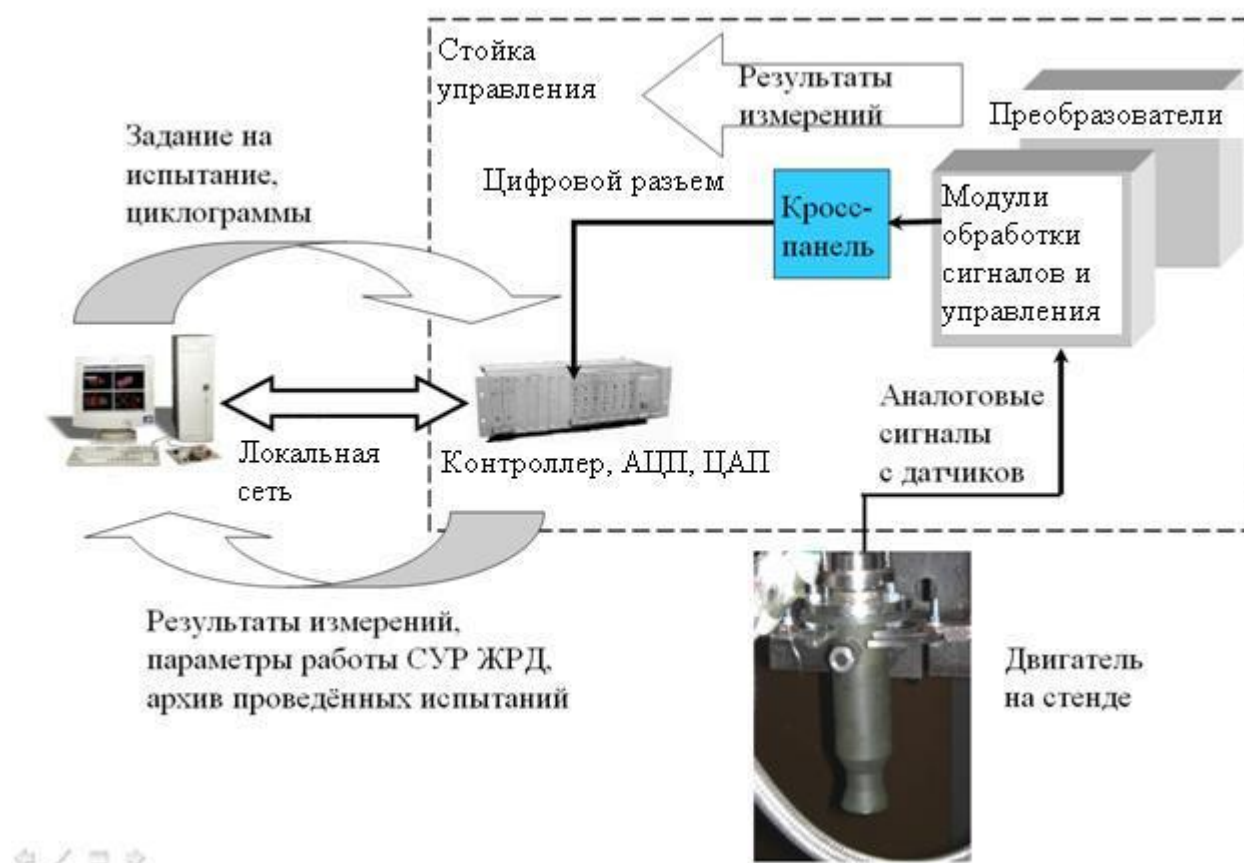 Стойка
управления
Результаты
измерений
Преобразователи
Задание на
испытание,
циклограммы
Цифровой разьем
Кросс-
панель
Модули
обработки
сигналов и
управления
Аналоговые
сигналы
с датчиков
Локальная
сеть
Контроллер, АЦП, ЦАП
Результаты измерений,
параметры работы СУР ЖРД,
архив проведённых испытаний
Двигатель
на стенде